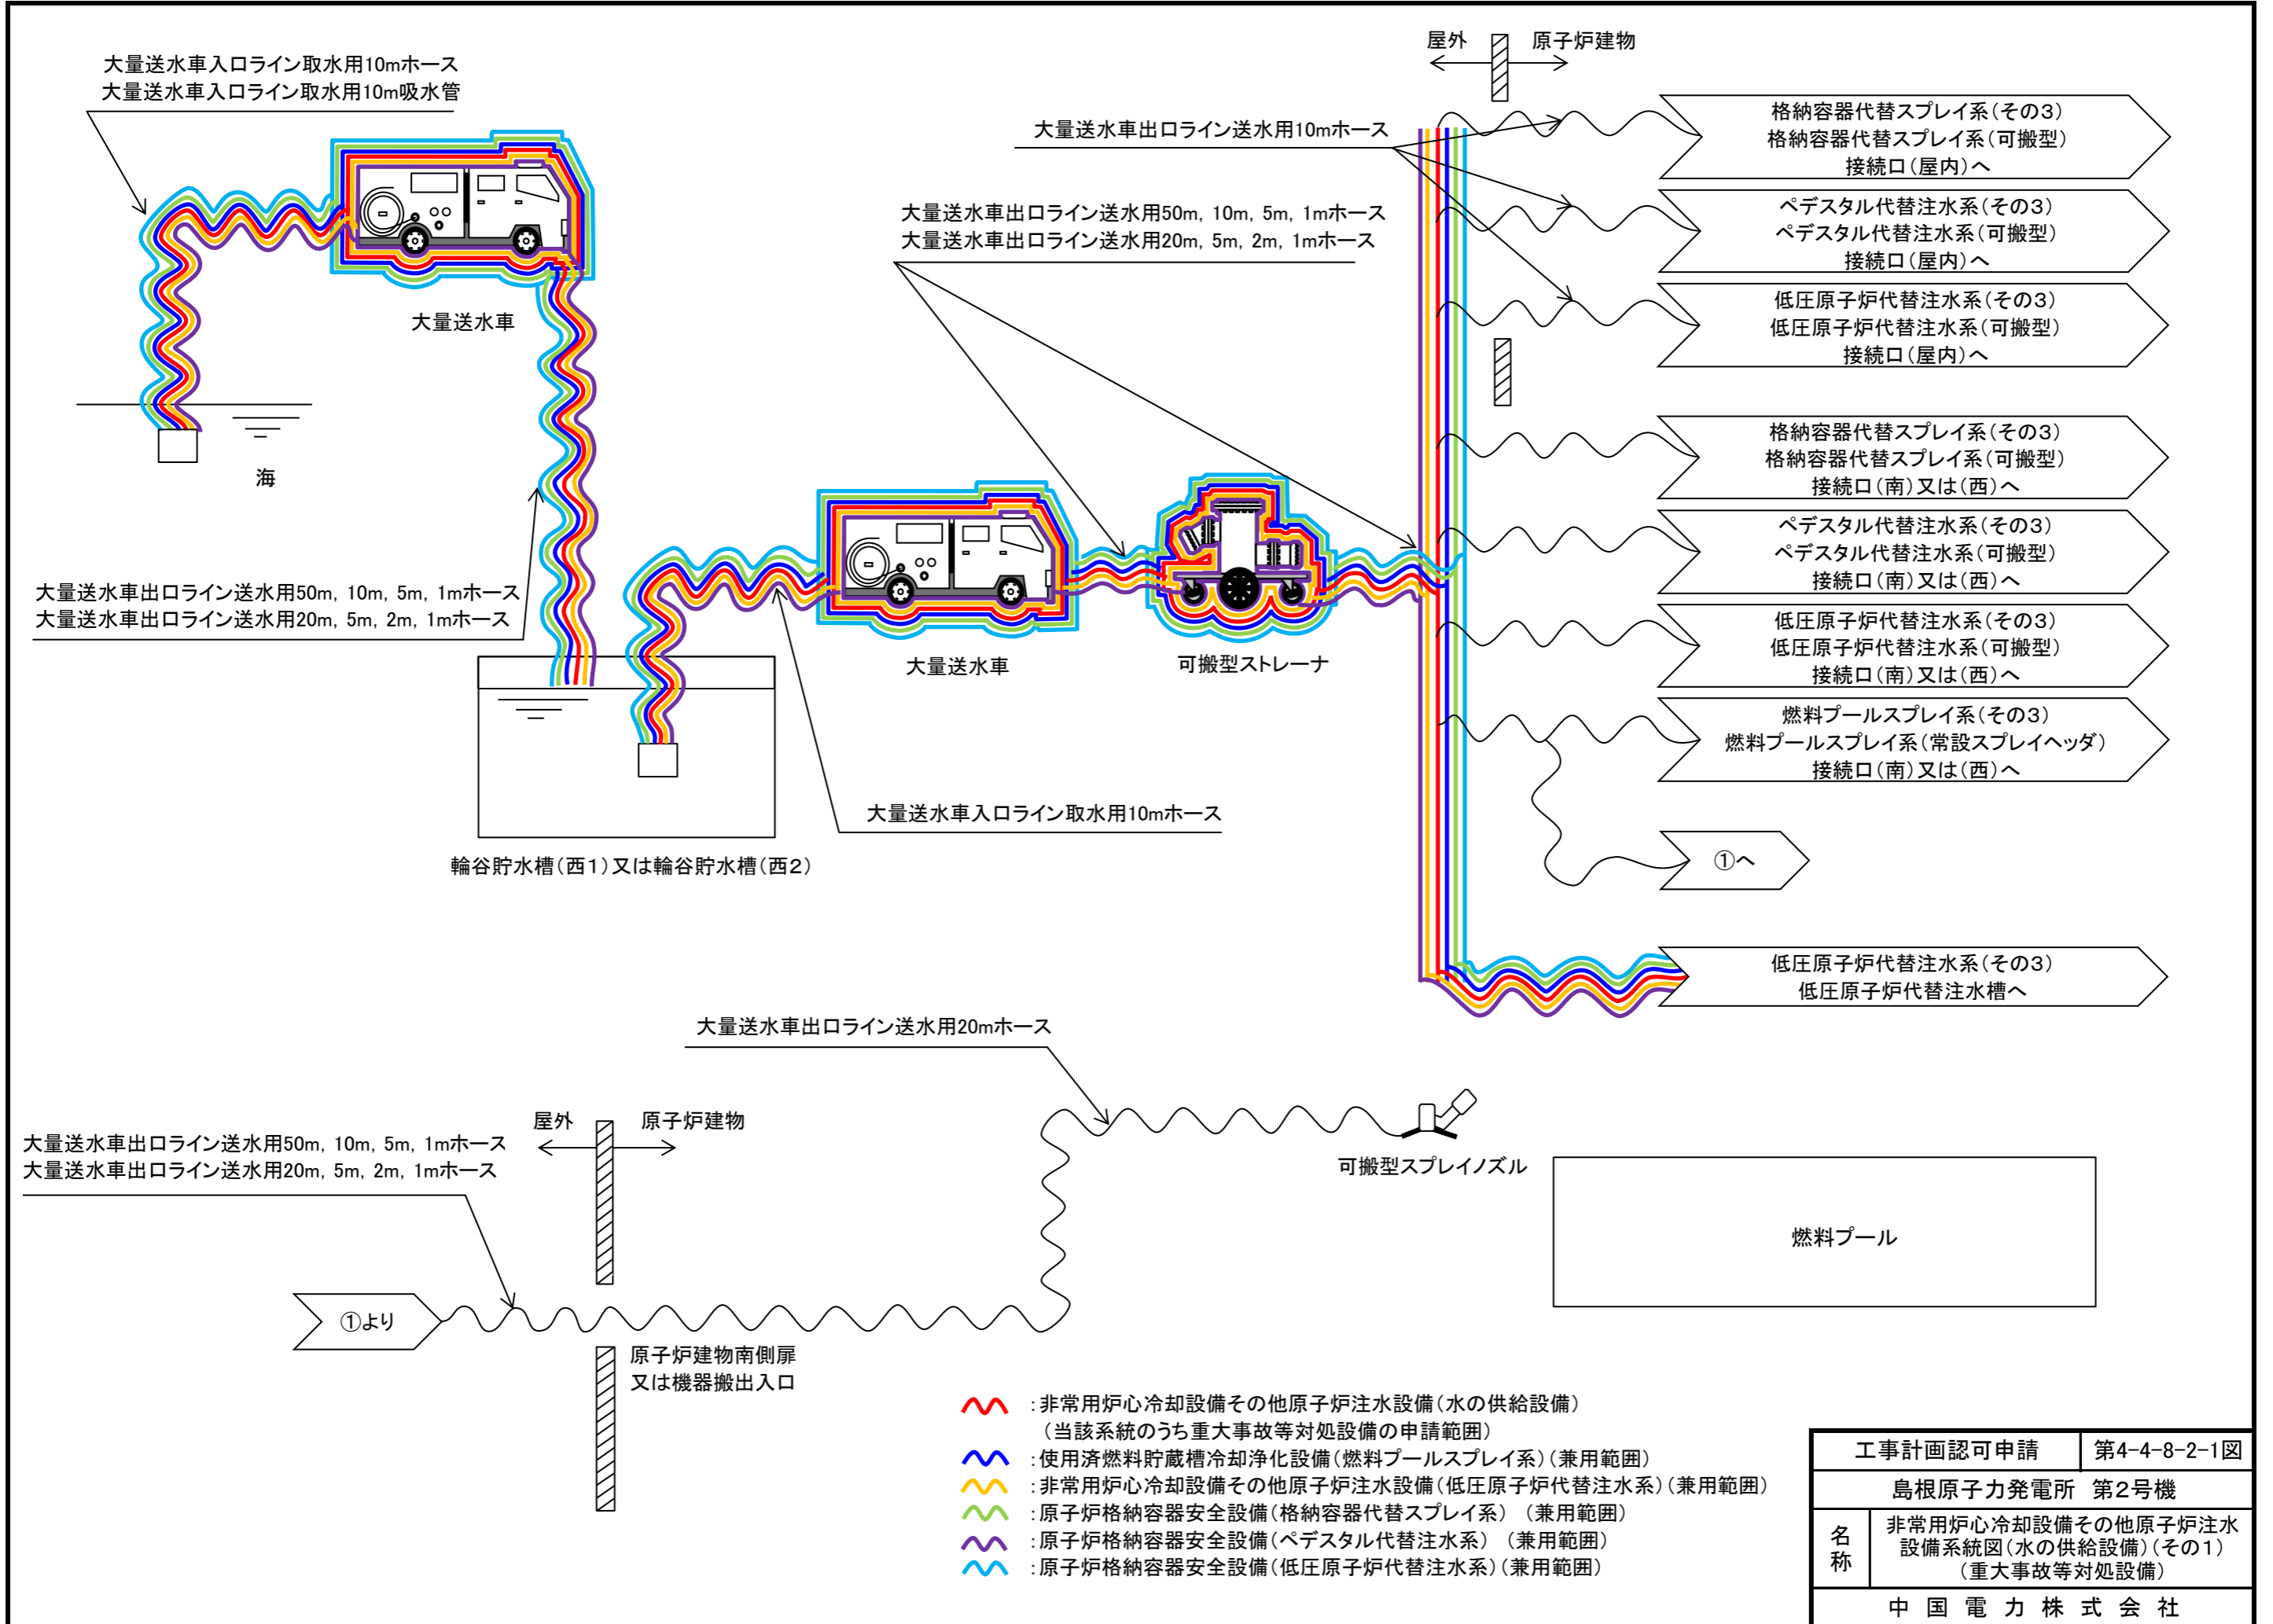 大量送水車入口ライン取水用10mホース
大量送水車入口ライン取水用10m吸水管
大量送水車
海
大量送水車出口ライン送水用50m, 10m, 5m, 1mホース
大量送水車出口ライン送水用20m, 5m, 2m, 1mホース
輪谷貯水槽(西1)又は輪谷貯水槽(西2)
大量送水車入口ライン取水用10mホース
大量送水車
可搬型ストレーナ
大量送水車出口ライン送水用50m, 10m, 5m, 1mホース
大量送水車出口ライン送水用20m, 5m, 2m, 1mホース
大量送水車出口ライン送水用10mホース
屋外
原子炉建物
格納容器代替スプレイ系(その3)
格納容器代替スプレイ系(可搬型)
接続口(屋内)へ
ペデスタル代替注水系(その3)
ペデスタル代替注水系(可搬型)
接続口(屋内)へ
低圧原子炉代替注水系(その3)
低圧原子炉代替注水系(可搬型)
接続口(屋内)へ
格納容器代替スプレイ系(その3)
格納容器代替スプレイ系(可搬型)
接続口(南)又は(西)へ
ペデスタル代替注水系(その3)
ペデスタル代替注水系(可搬型)
接続口(南)又は(西)へ
低圧原子炉代替注水系(その3)
低圧原子炉代替注水系(可搬型)
接続口(南)又は(西)へ
燃料プールスプレイ系(その3)
燃料プールスプレイ系(常設スプレイヘッダ)
接続口(南)又は(西)へ
①へ
低圧原子炉代替注水系(その3)
低圧原子炉代替注水槽へ
大量送水車出口ライン送水用20mホース
屋外
原子炉建物
大量送水車出口ライン送水用50m, 10m, 5m, 1mホース
大量送水車出口ライン送水用20m, 5m, 2m, 1mホース
①より
原子炉建物南側扉
又は機器搬出入口
可搬型スプレイノズル
燃料プール
:非常用炉心冷却設備その他原子炉注水設備(水の供給設備)
(当該系統のうち重大事故等対処設備の申請範囲)
:使用済燃料貯蔵槽冷却浄化設備(燃料プールスプレイ系)(兼用範囲)
:非常用炉心冷却設備その他原子炉注水設備(低圧原子炉代替注水系)(兼用範囲)
:原子炉格納容器安全設備(格納容器代替スプレイ系) (兼用範囲)
:原子炉格納容器安全設備(ペデスタル代替注水系) (兼用範囲)
:原子炉格納容器安全設備(低圧原子炉代替注水系)(兼用範囲)
工事計画認可申請 第4-4-8-2-1図
島根原子力発電所 第2号機
名称
非常用炉心冷却設備その他原子炉注水
設備系統図(水の供給設備)(その1)
(重大事故等対処設備)
中国電力株式会社